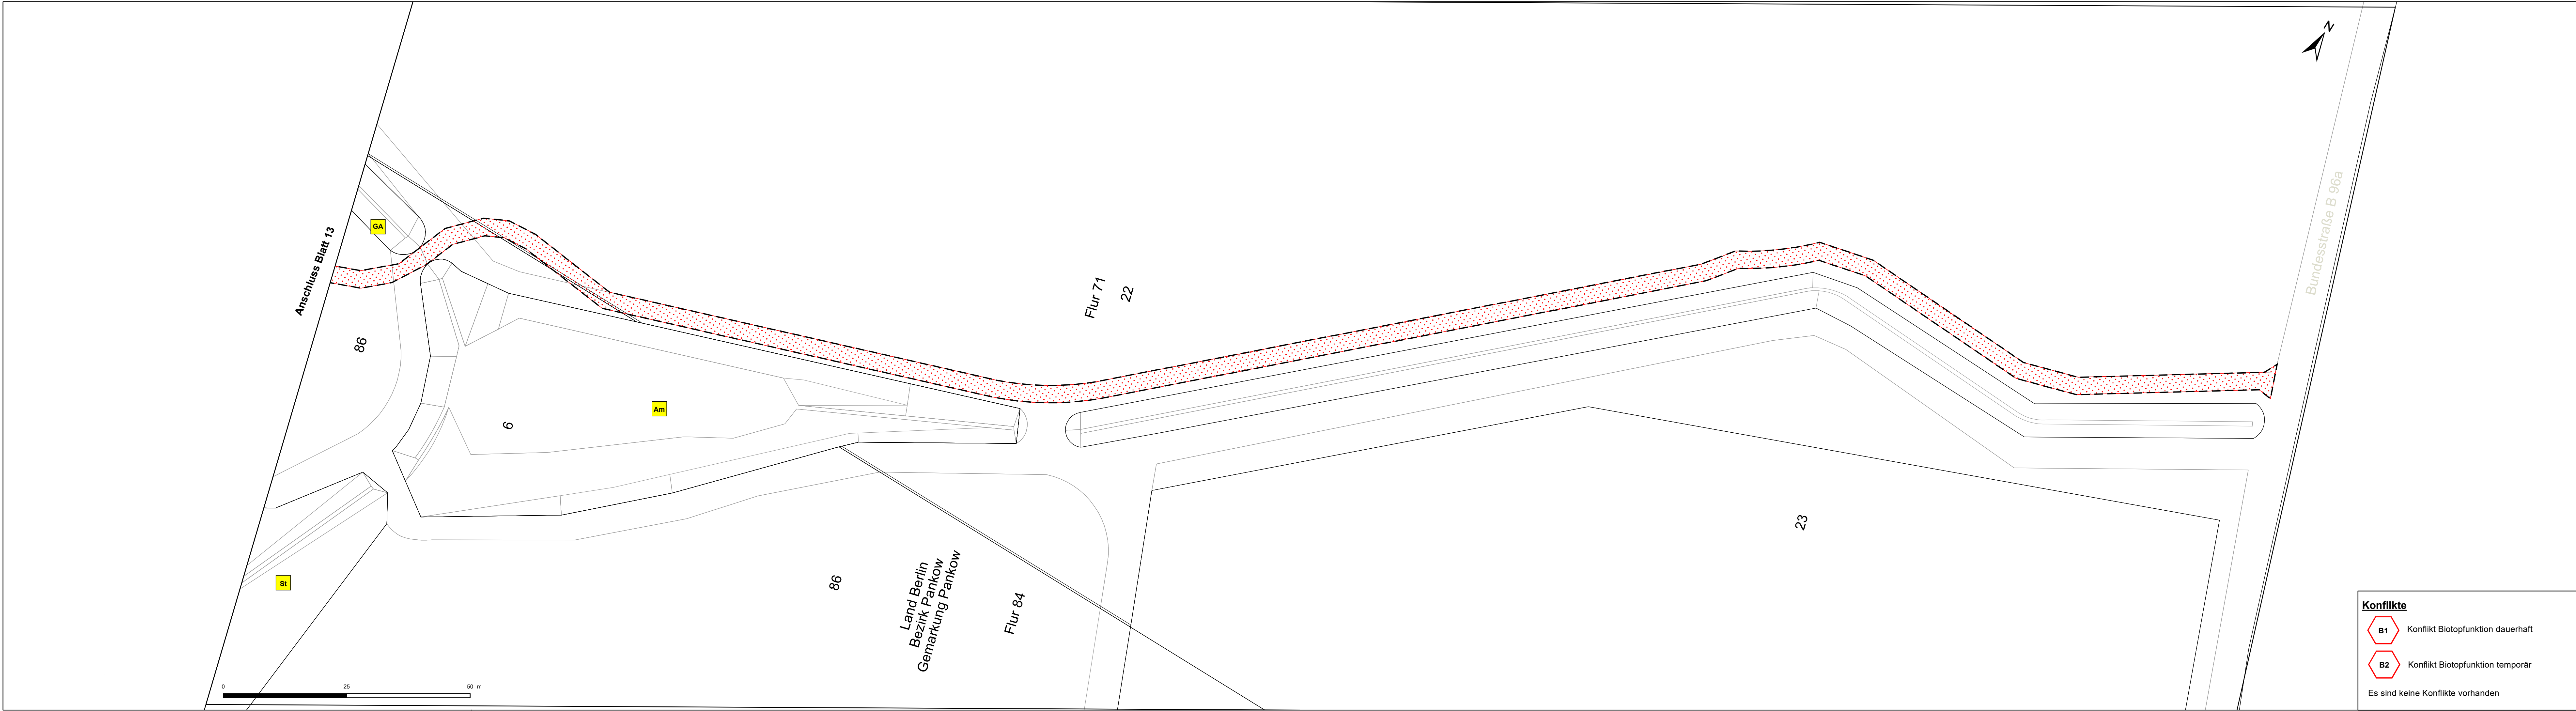 N
Bundesstraße B 96a
Anschluss Blatt 13
GA
86
Flur 71
22
6
Am
23
St
86
Land Berlin
Bezirk Pankow
Gemarkung Pankow
Flur 84
0 25 50 m
Konflikte
B1 Konflikt Biotopfunktion dauerhaft
B2 Konflikt Biotopfunktion temporär
Es sind keine Konflikte vorhanden